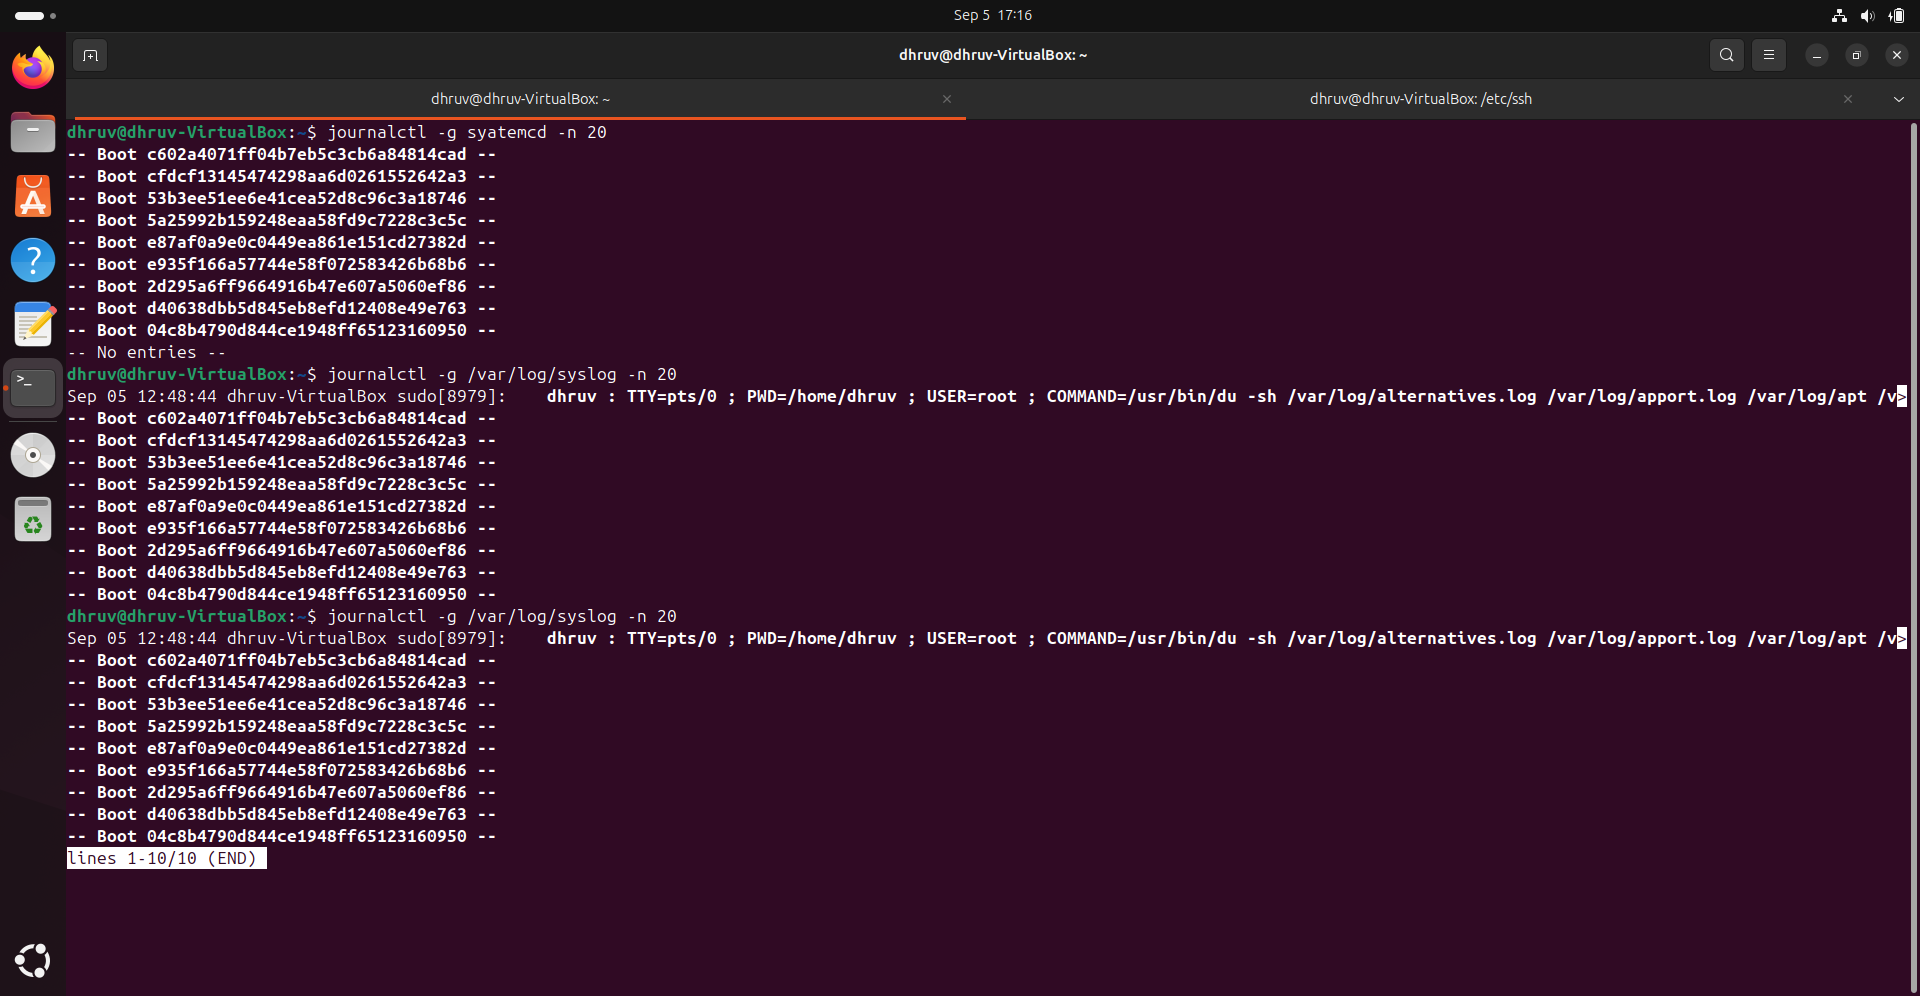 Sep 5 17:16
dhruv@dhruv-VirtualBox: ~
dhruv@dhruv-VirtualBox: ~
dhruv@dhruv-VirtualBox: /etc/ssh
dhruv@dhruv-VirtualBox:~$ journalctl -g syatemcd -n 20
-- Boot c602a4071ff04b7eb5c3cb6a84814cad --
-- Boot cfdcf13145474298aa6d0261552642a3 --
-- Boot 53b3ee51ee6e41cea52d8c96c3a18746 --
-- Boot 5a25992b159248eaa58fd9c7228c3c5c --
-- Boot e87af0a9e0c0449ea861e151cd27382d --
-- Boot e935f166a57744e58f072583426b68b6 --
-- Boot 2d295a6ff9664916b47e607a5060ef86 --
-- Boot d40638dbb5d845eb8efd12408e49e763 --
-- Boot 04c8b4790d844ce1948ff65123160950 --
-- No entries --
dhruv@dhruv-VirtualBox:~$ journalctl -g /var/log/syslog -n 20
Sep 05 12:48:44 dhruv-VirtualBox sudo[8979]:    dhruv : TTY=pts/0 ; PWD=/home/dhruv ; USER=root ; COMMAND=/usr/bin/du -sh /var/log/alternatives.log /var/log/apport.log /var/log/apt /v>
-- Boot c602a4071ff04b7eb5c3cb6a84814cad --
-- Boot cfdcf13145474298aa6d0261552642a3 --
-- Boot 53b3ee51ee6e41cea52d8c96c3a18746 --
-- Boot 5a25992b159248eaa58fd9c7228c3c5c --
-- Boot e87af0a9e0c0449ea861e151cd27382d --
-- Boot e935f166a57744e58f072583426b68b6 --
-- Boot 2d295a6ff9664916b47e607a5060ef86 --
-- Boot d40638dbb5d845eb8efd12408e49e763 --
-- Boot 04c8b4790d844ce1948ff65123160950 --
dhruv@dhruv-VirtualBox:~$ journalctl -g /var/log/syslog -n 20
Sep 05 12:48:44 dhruv-VirtualBox sudo[8979]:    dhruv : TTY=pts/0 ; PWD=/home/dhruv ; USER=root ; COMMAND=/usr/bin/du -sh /var/log/alternatives.log /var/log/apport.log /var/log/apt /v>
-- Boot c602a4071ff04b7eb5c3cb6a84814cad --
-- Boot cfdcf13145474298aa6d0261552642a3 --
-- Boot 53b3ee51ee6e41cea52d8c96c3a18746 --
-- Boot 5a25992b159248eaa58fd9c7228c3c5c --
-- Boot e87af0a9e0c0449ea861e151cd27382d --
-- Boot e935f166a57744e58f072583426b68b6 --
-- Boot 2d295a6ff9664916b47e607a5060ef86 --
-- Boot d40638dbb5d845eb8efd12408e49e763 --
-- Boot 04c8b4790d844ce1948ff65123160950 --
lines 1-10/10 (END)